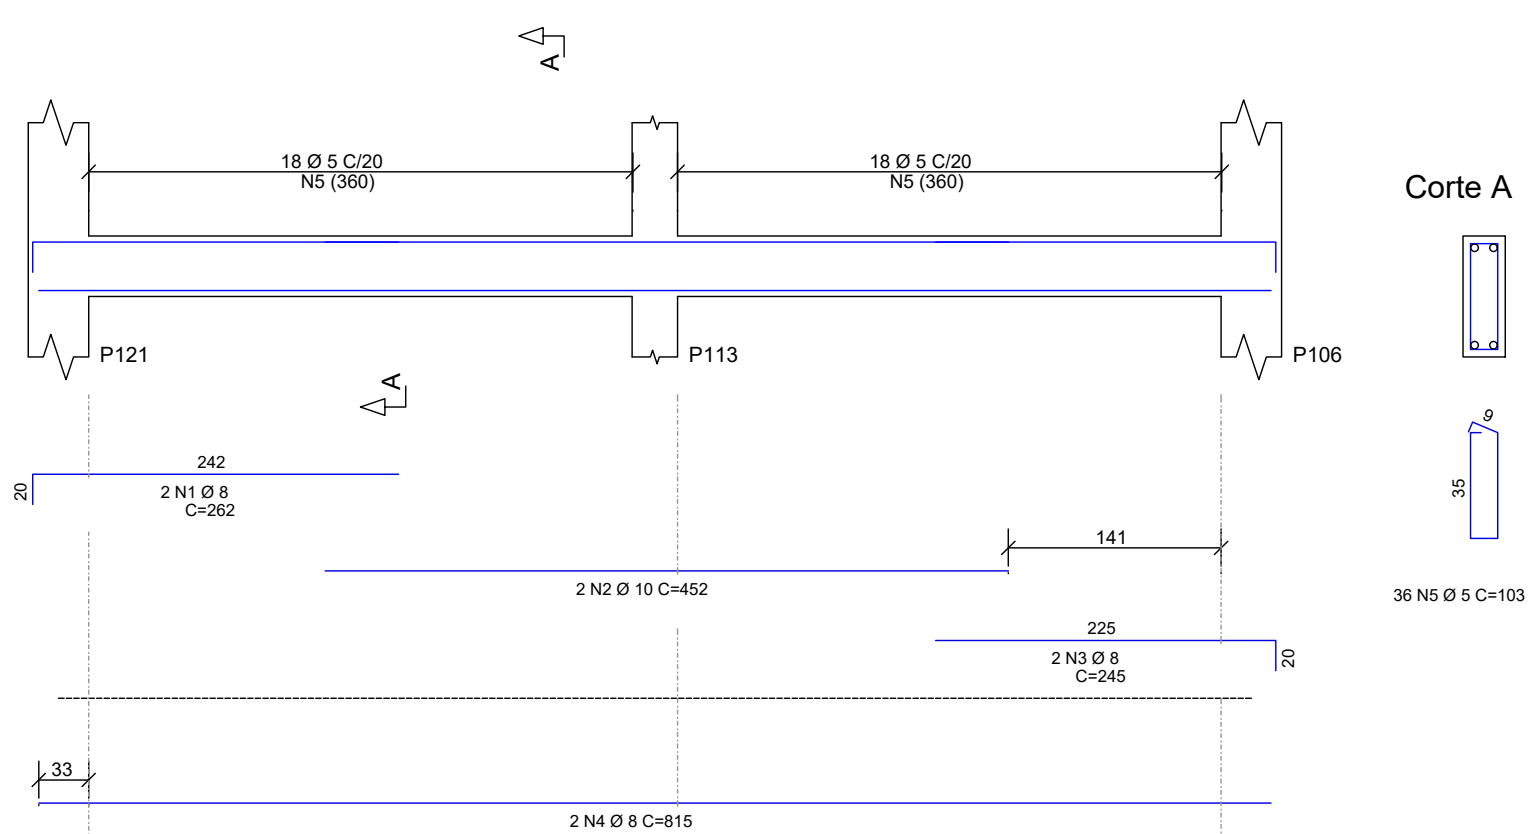 A
18 Ø 5 C/20
N5 (360)
18 Ø 5 C/20
N5 (360)
Corte A
P121
P113
P106
A
9
35
36 N5 Ø 5 C=103
242
20
2 N1 Ø 8
C=262
141
2 N2 Ø 10 C=452
225
20
2 N3 Ø 8
C=245
33
2 N4 Ø 8 C=815